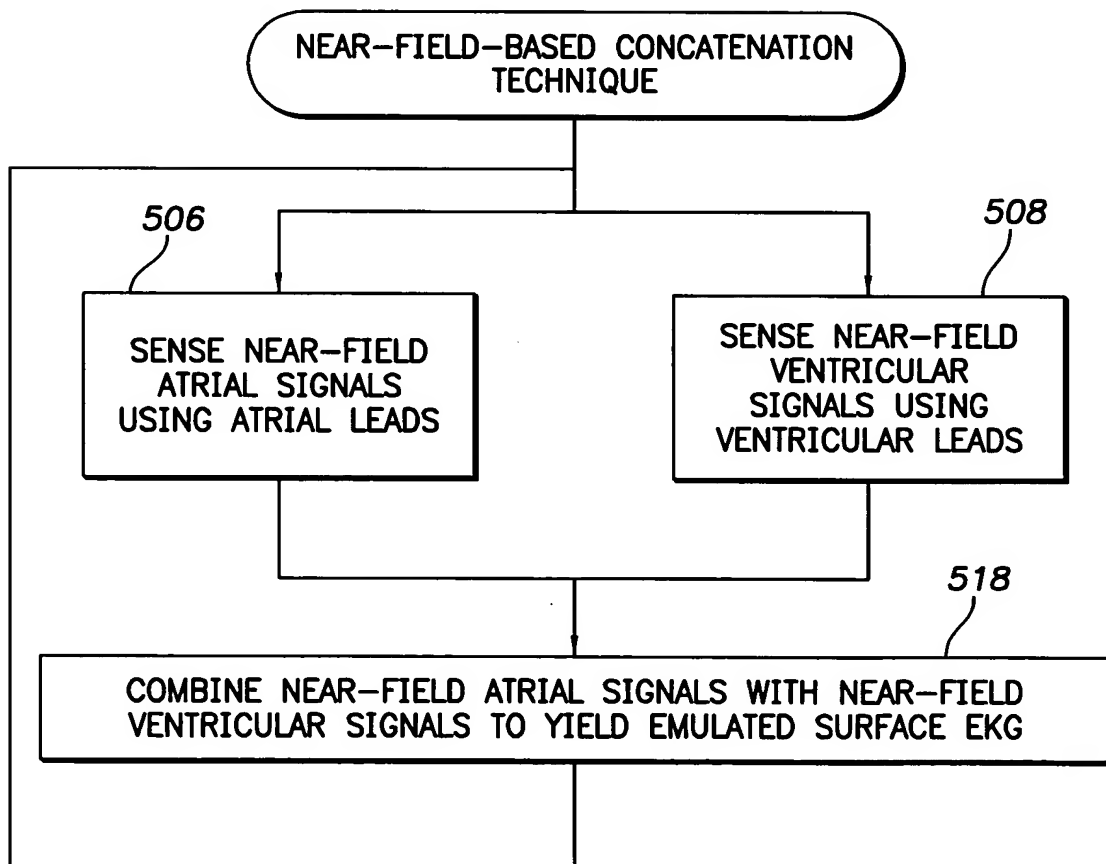 NEAR-FIELD-BASED CONCATENATION
TECHNIQUE
506
508
SENSE NEAR-FIELD
ATRIAL SIGNALS
USING ATRIAL LEADS
SENSE NEAR-FIELD
VENTRICULAR
SIGNALS USING
VENTRICULAR LEADS
518
COMBINE NEAR-FIELD ATRIAL SIGNALS WITH NEAR-FIELD
VENTRICULAR SIGNALS TO YIELD EMULATED SURFACE EKG